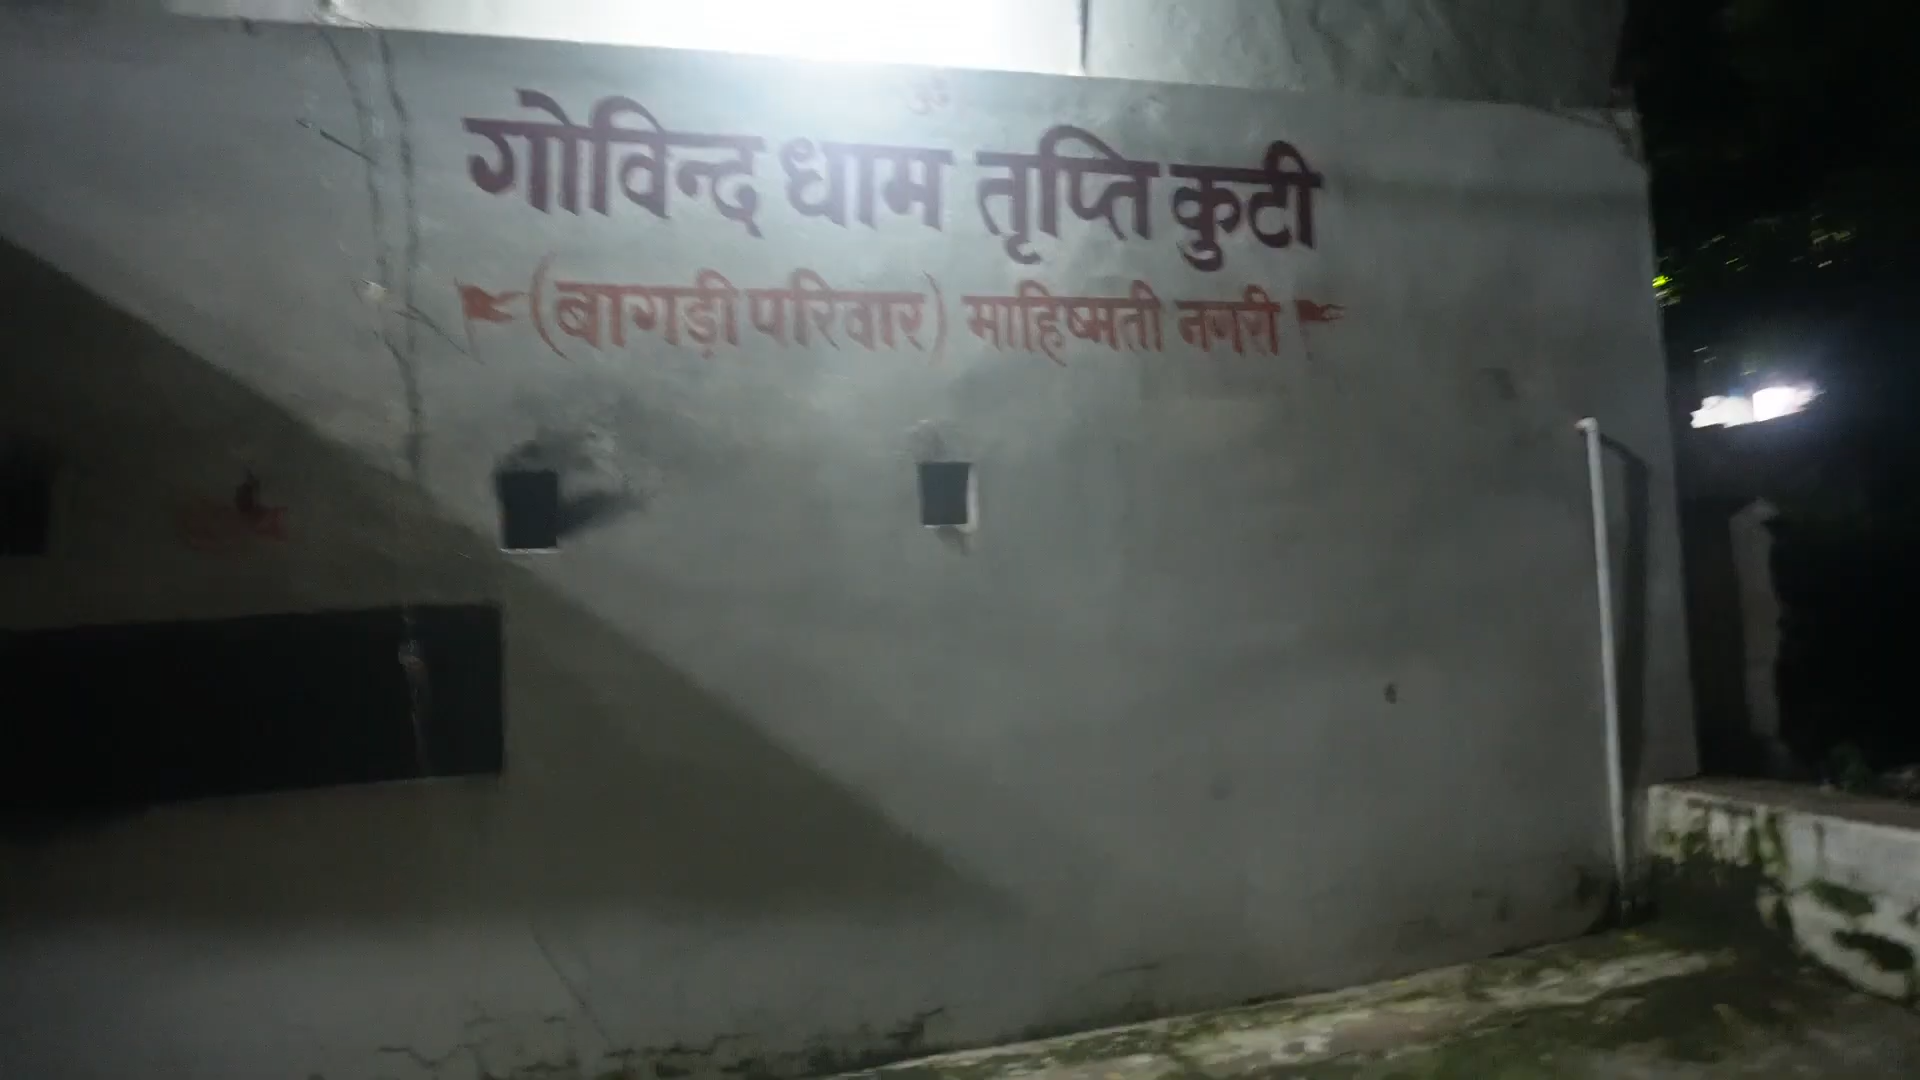 ॐ
गोविन्द धाम तृप्ति कुटी
(बागड़ी परिवार) माहिष्मती नगरी